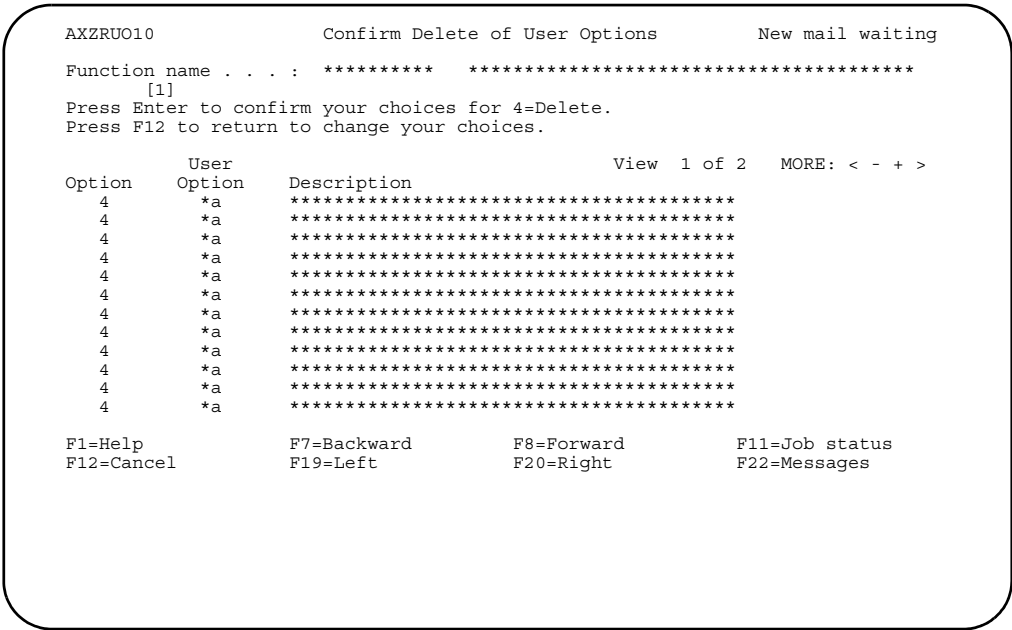 AXZRUO10 Confirm Delete of User Options New mail waiting
Function name . . . : ********** ****************************************
[1]
Press Enter to confirm your choices for 4=Delete.
Press F12 to return to change your choices.
User View 1 of 2 MORE: < - + >
Option Option Description
4 *a ****************************************
4 *a ****************************************
4 *a ****************************************
4 *a ****************************************
4 *a ****************************************
4 *a ****************************************
4 *a ****************************************
4 *a ****************************************
4 *a ****************************************
4 *a ****************************************
4 *a ****************************************
4 *a ****************************************
F1=Help F7=Backward F8=Forward F11=Job status
F12=Cancel F19=Left F20=Right F22=Messages